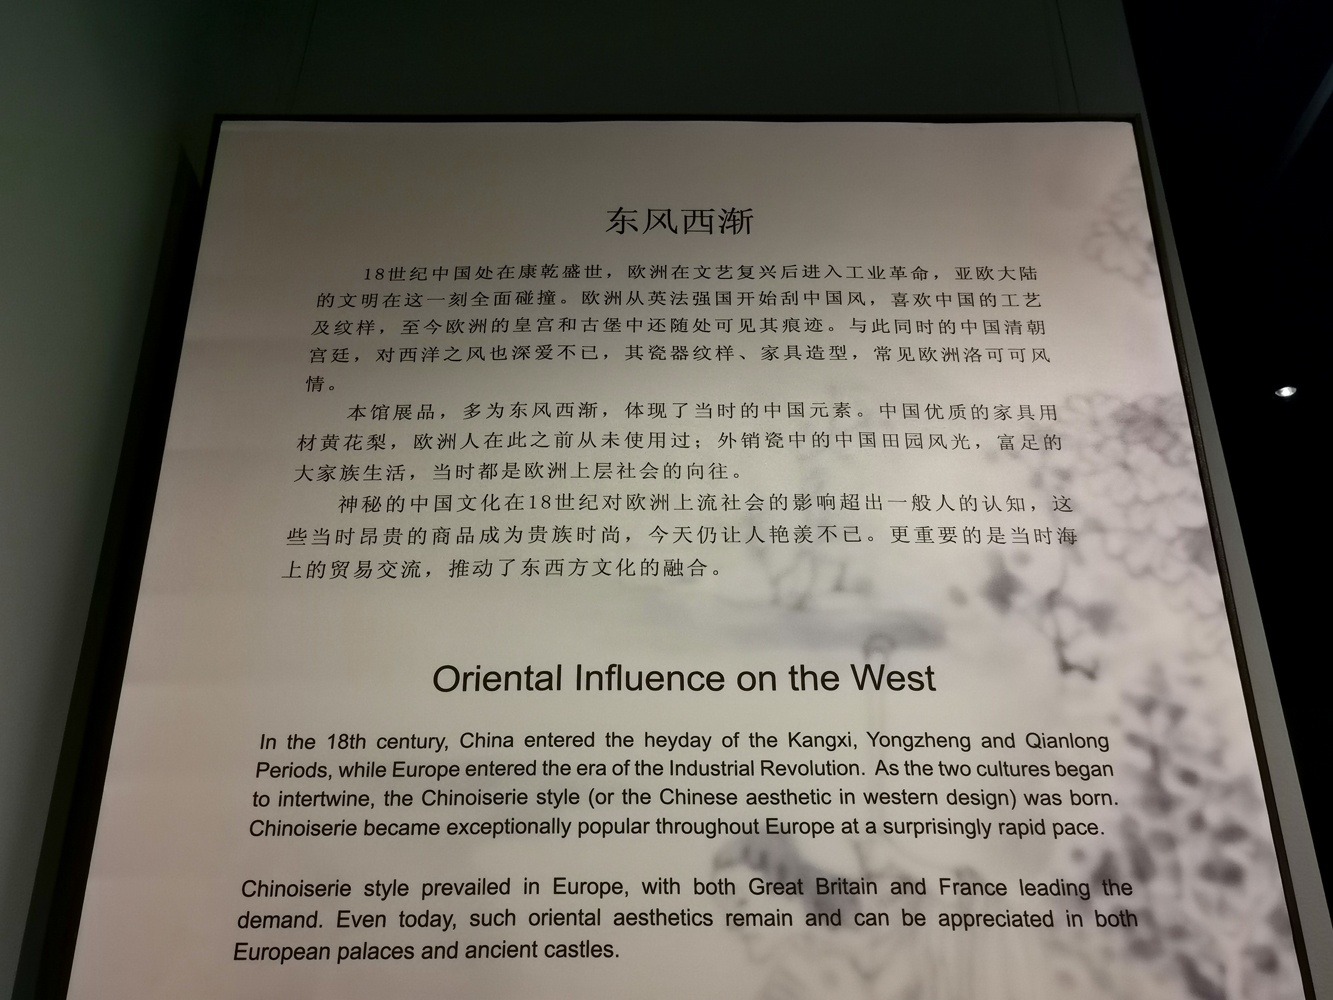 东风西渐
18世纪中国处在康乾盛世，欧洲在文艺复兴后进入工业革命，亚欧大陆
的文明在这一刻全面碰撞。欧洲从英法强国开始刮中国风，喜欢中国的工艺
及纹样，至今欧洲的皇宫和古堡中还随处可见其痕迹。与此同时的中国清朝
宫廷，对西洋之风也深爱不已，其瓷器纹样、家具造型，常见欧洲洛可可风
情。
本馆展品，多为东风西渐，体现了当时的中国元素。中国优质的家具用
材黄花梨，欧洲人在此之前从未使用过；外销瓷中的中国田园风光，富足的
大家族生活，当时都是欧洲上层社会的向往。
神秘的中国文化在18世纪对欧洲上流社会的影响超出一般人的认知，这
些当时昂贵的商品成为贵族时尚，今天仍让人艳羡不已。更重要的是当时海
上的贸易交流，推动了东西方文化的融合。
Oriental Influence on the West
In the 18th century, China entered the heyday of the Kangxi, Yongzheng and Qianlong
Periods, while Europe entered the era of the Industrial Revolution. As the two cultures began
to intertwine, the Chinoiserie style (or the Chinese aesthetic in western design) was born.
Chinoiserie became exceptionally popular throughout Europe at a surprisingly rapid pace.
Chinoiserie style prevailed in Europe, with both Great Britain and France leading the
demand. Even today, such oriental aesthetics remain and can be appreciated in both
European palaces and ancient castles.